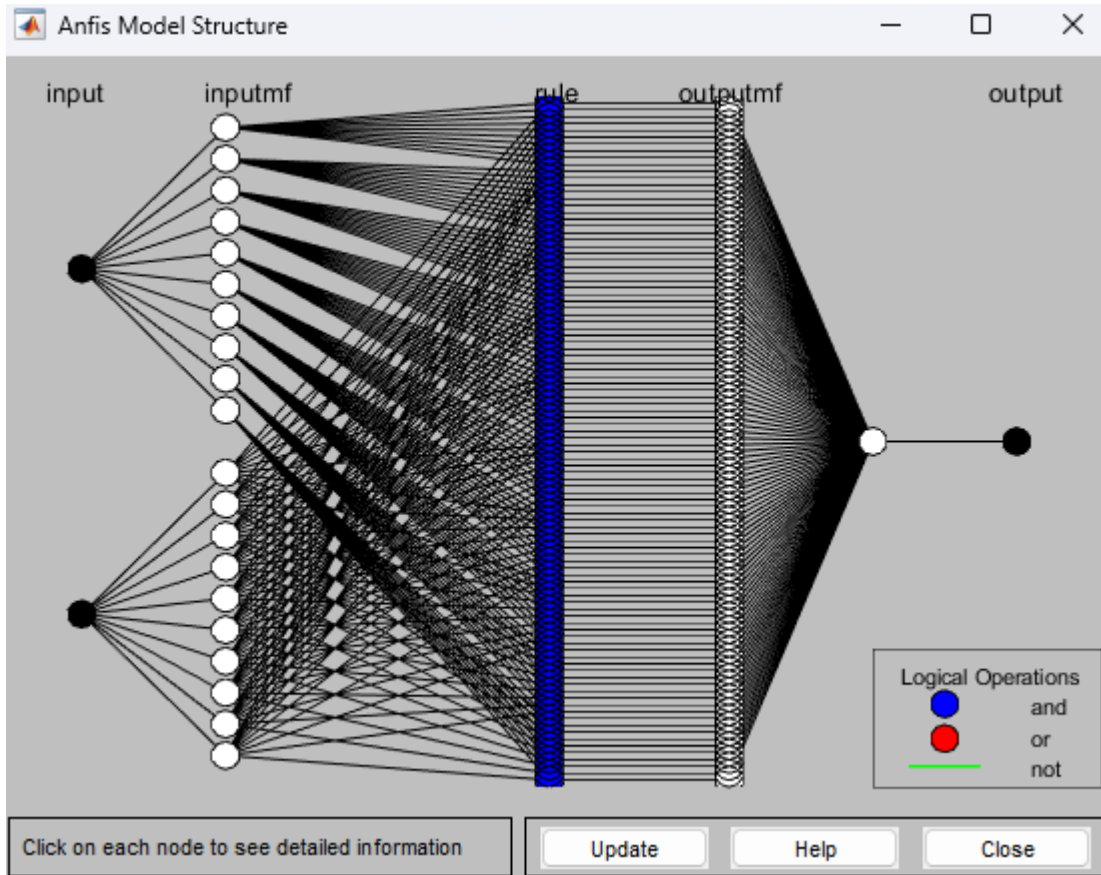 Anfis Model Structure
input inputmf rule outputmf output
Logical Operations
and
or
not
Click on each node to see detailed information
Update Help Close